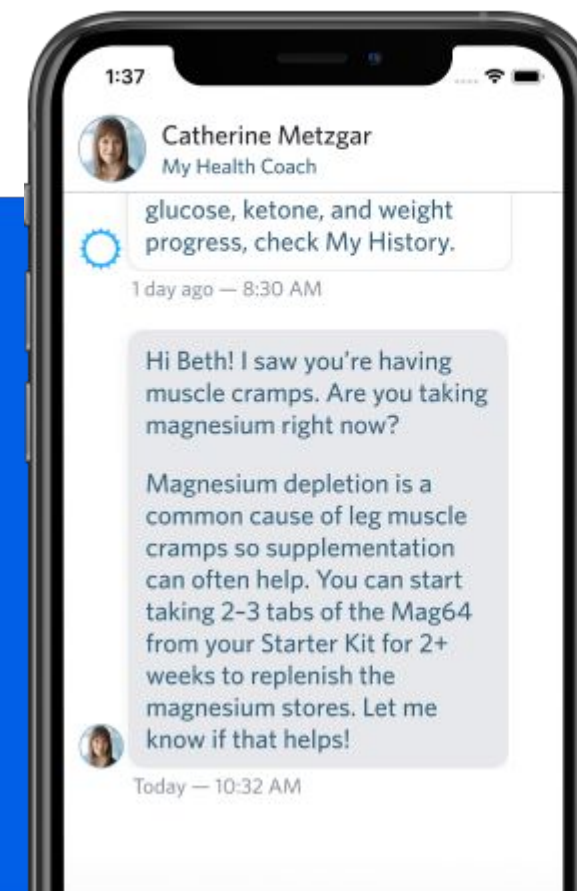 1:37
Catherine Metzgar
My Health Coach
glucose, ketone, and weight
progress, check My History.
1 day ago — 8:30 AM
Hi Beth! I saw you're having
muscle cramps. Are you taking
magnesium right now?
Magnesium depletion is a
common cause of leg muscle
cramps so supplementation
can often help. You can start
taking 2–3 tabs of the Mag64
from your Starter Kit for 2+
weeks to replenish the
magnesium stores. Let me
know if that helps!
Today — 10:32 AM